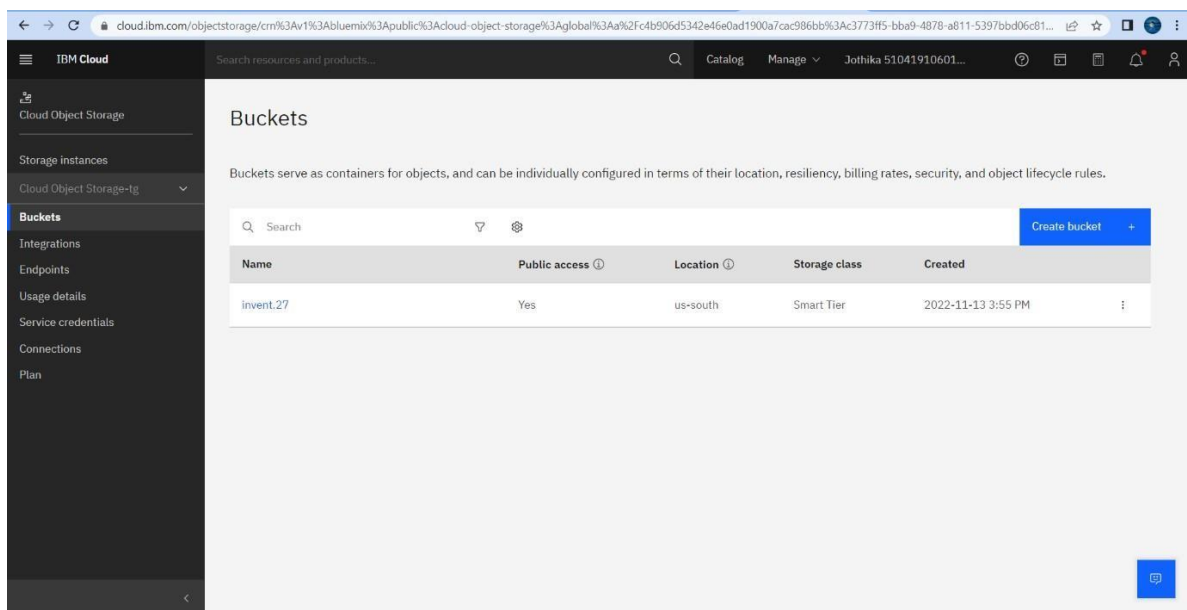 cloud.ibm.com/objectstorage/crn%3Av1%3Abluemix%3Apublic%3Acloud-object-storage%3Aglobal%3Aa%2Fc4b906d5342e46e0ad1900a7cac986bb%3Ac3773ff5-bba9-4878-a811-5397bbd06c81...
IBM Cloud
Search resources and products...
Catalog
Manage
Jothika 51041910601...
Cloud Object Storage
Storage instances
Cloud Object Storage-tg
Buckets
Integrations
Endpoints
Usage details
Service credentials
Connections
Plan
Buckets
Buckets serve as containers for objects, and can be individually configured in terms of their location, resiliency, billing rates, security, and object lifecycle rules.
Search
Create bucket +
Name Public access Location Storage class Created
invent.27 Yes us-south Smart Tier 2022-11-13 3:55 PM